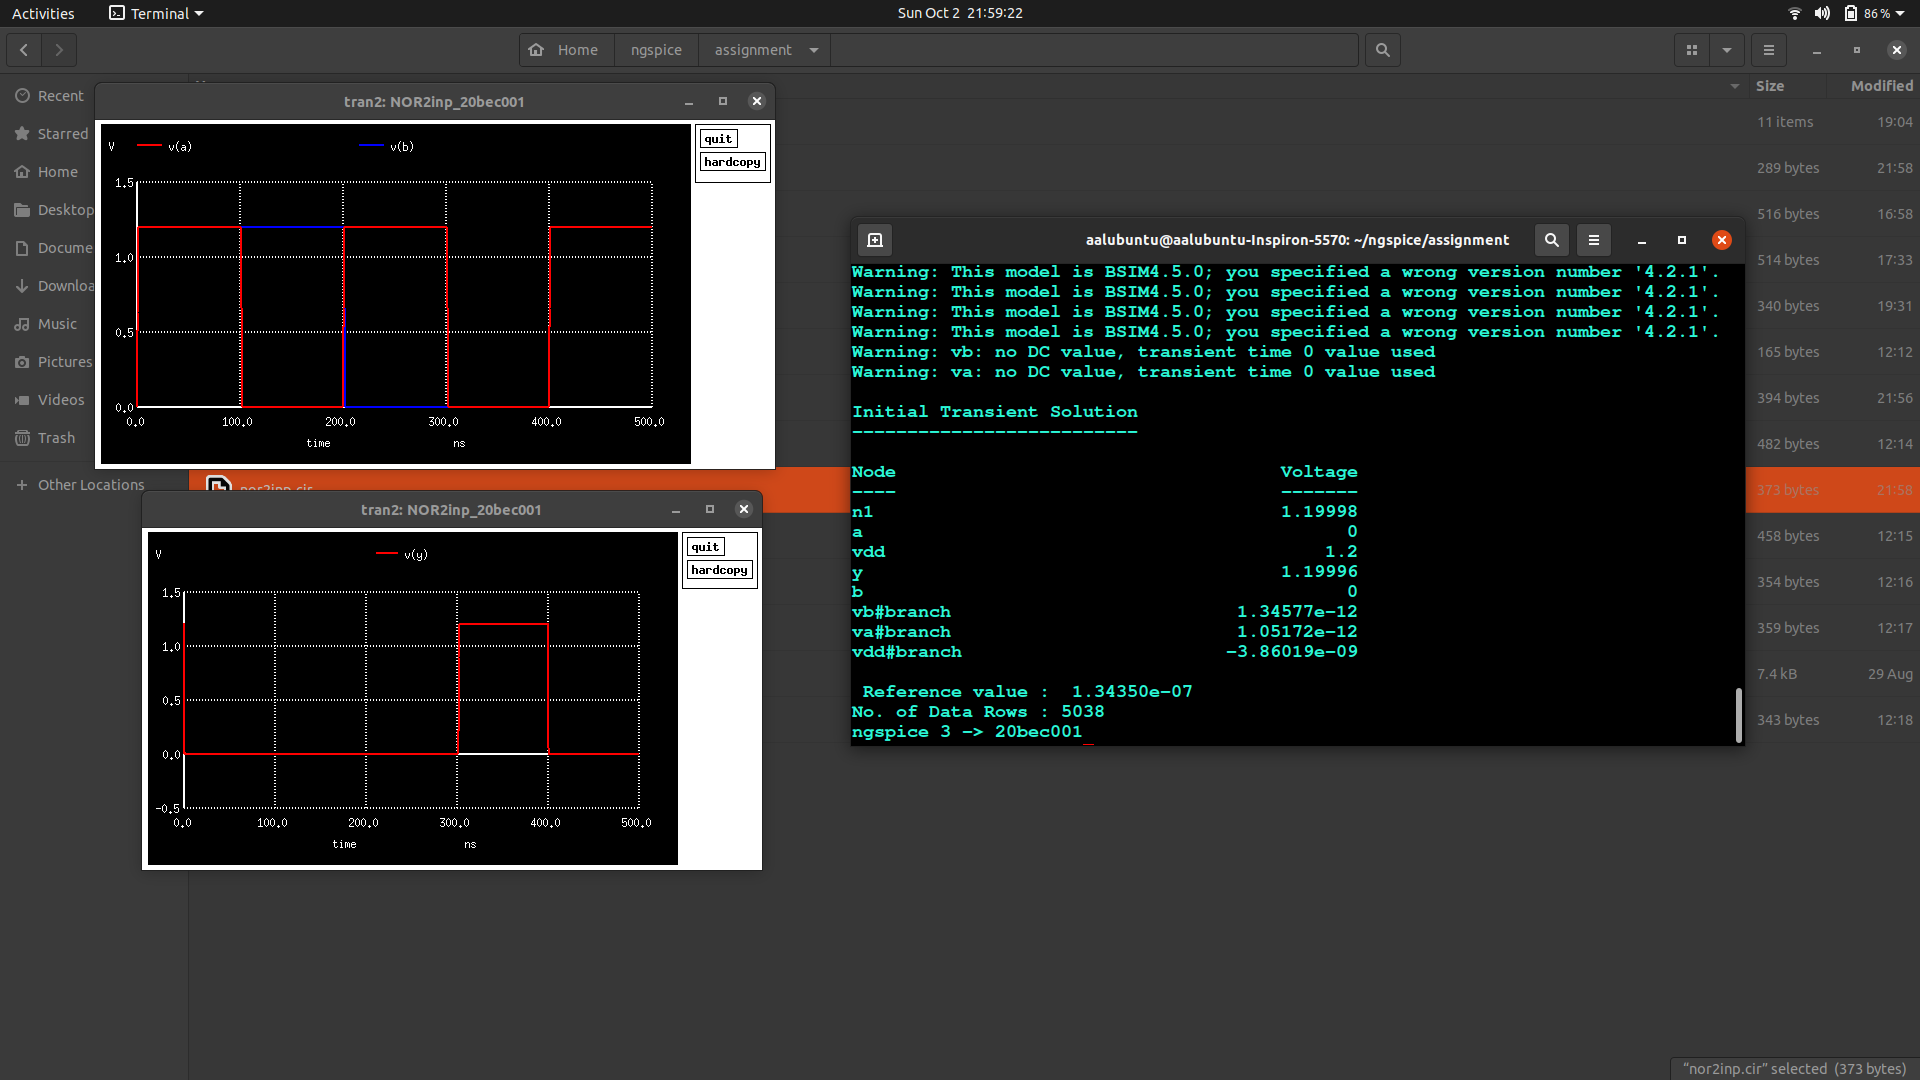 Activities
Terminal
Sun Oct 2 21:59:22
86 %
Home
ngspice
assignment
Size
Modified
Recent
Starred
Home
Desktop
Docume
Downloa
Music
Pictures
Videos
Trash
Other Locations
tran2: NOR2inp_20bec001
V
v(a)
v(b)
quit
hardcopy
1.5
1.0
0.5
0.0
0.0
100.0
200.0
300.0
400.0
500.0
time
ns
nor2inp.cir
tran2: NOR2inp_20bec001
V
v(y)
quit
hardcopy
1.5
1.0
0.5
0.0
-0.5
0.0
100.0
200.0
300.0
400.0
500.0
time
ns
aalubuntu@aalubuntu-Inspiron-5570: ~/ngspice/assignment
Warning: This model is BSIM4.5.0; you specified a wrong version number '4.2.1'.
Warning: This model is BSIM4.5.0; you specified a wrong version number '4.2.1'.
Warning: This model is BSIM4.5.0; you specified a wrong version number '4.2.1'.
Warning: This model is BSIM4.5.0; you specified a wrong version number '4.2.1'.
Warning: vb: no DC value, transient time 0 value used
Warning: va: no DC value, transient time 0 value used
Initial Transient Solution
--------------------------
Node Voltage
---- -------
n1 1.19998
a 0
vdd 1.2
y 1.19996
b 0
vb#branch 1.34577e-12
va#branch 1.05172e-12
vdd#branch -3.86019e-09
Reference value : 1.34350e-07
No. of Data Rows : 5038
ngspice 3 -> 20bec001
11 items 19:04
289 bytes 21:58
516 bytes 16:58
514 bytes 17:33
340 bytes 19:31
165 bytes 12:12
394 bytes 21:56
482 bytes 12:14
373 bytes 21:58
458 bytes 12:15
354 bytes 12:16
359 bytes 12:17
7.4 kB 29 Aug
343 bytes 12:18
"nor2inp.cir" selected (373 bytes)